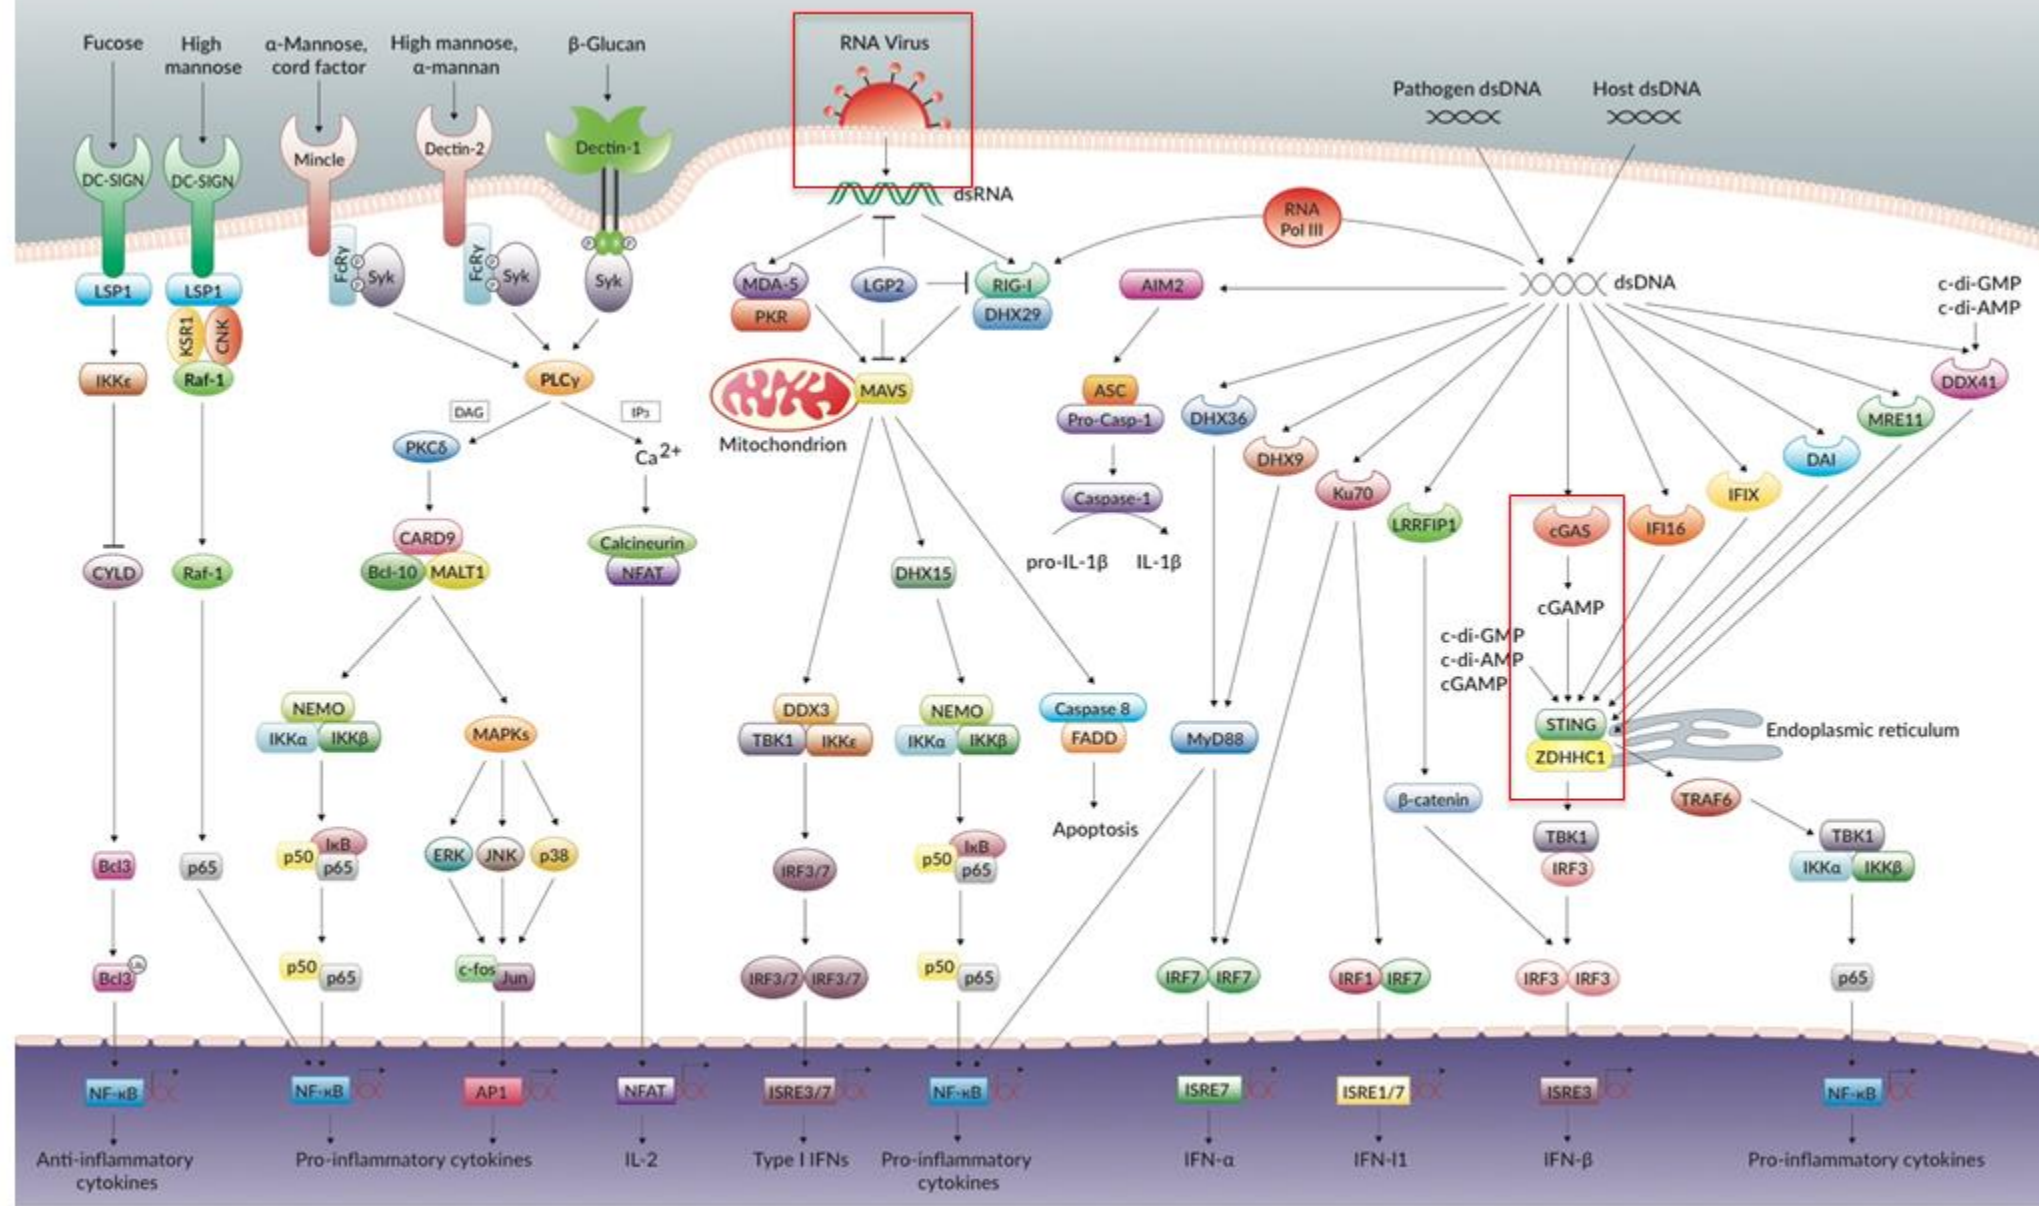 Fucose
High
mannose
α-Mannose,
cord factor
High mannose,
α-mannan
β-Glucan
RNA Virus
Pathogen dsDNA
Host dsDNA
DC-SIGN
DC-SIGN
Mincle
Dectin-2
Dectin-1
dsRNA
RNA
Pol III
LSP1
LSP1
FcRγ
P
P
Syk
FcRγ
P
P
Syk
P
P
Syk
MDA-5
PKR
LGP2
RIG-I
DHX29
AIM2
dsDNA
c-di-GMP
c-di-AMP
KSR1
CNK
IKKε
Raf-1
PLCγ
DAG
IP3
MAVS
Mitochondrion
ASC
Pro-Casp-1
DHX36
DDX41
MRE11
PKCδ
Ca2+
DHX9
DAI
Ku70
IFIX
Caspase-1
LRRFIP1
cGAS
IFI16
CARD9
Bcl-10
MALT1
Calcineurin
NFAT
pro-IL-1β
IL-1β
CYLD
Raf-1
DHX15
cGAMP
c-di-GMP
c-di-AMP
cGAMP
NEMO
IKKα
IKKβ
MAPKs
DDX3
TBK1
IKKε
NEMO
IKKα
IKKβ
Caspase 8
FADD
MyD88
STING
ZDHHC1
Endoplasmic reticulum
β-catenin
TRAF6
Apoptosis
TBK1
IRF3
TBK1
IKKα
IKKβ
Bcl3
p65
p50
IκB
p65
ERK
JNK
p38
IRF3/7
p50
IκB
p65
Bcl3
p50
p65
c-fos
Jun
IRF3/7
IRF3/7
p50
p65
IRF7
IRF7
IRF1
IRF7
IRF3
IRF3
p65
NF-κB
NF-κB
AP1
NFAT
ISRE3/7
NF-κB
ISRE7
ISRE1/7
ISRE3
NF-κB
Anti-inflammatory
cytokines
Pro-inflammatory cytokines
IL-2
Type I IFNs
Pro-inflammatory
cytokines
IFN-α
IFN-l1
IFN-β
Pro-inflammatory cytokines